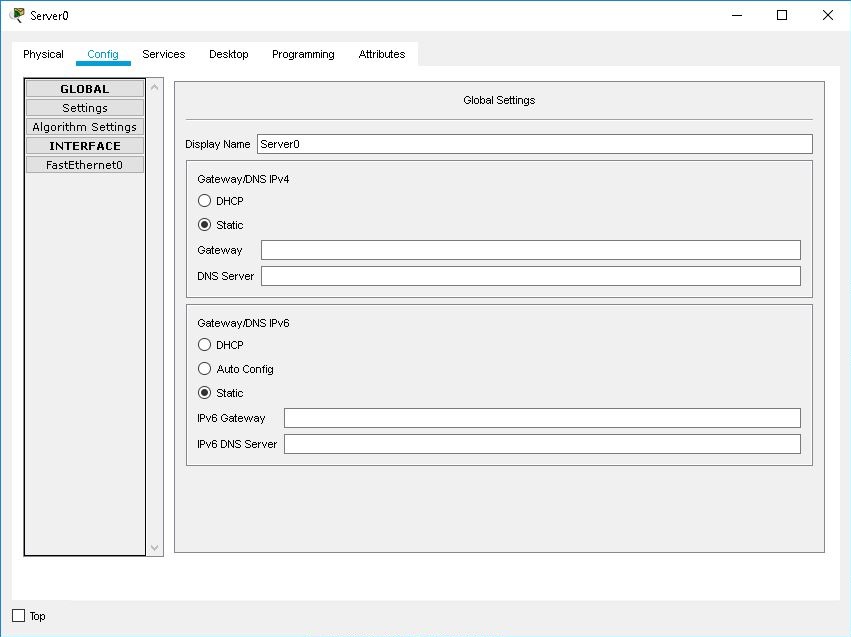 Server0
Physical Config Services Desktop Programming Attributes
GLOBAL
Settings
Algorithm Settings
INTERFACE
FastEthernet0
Global Settings
Display Name Server0
Gateway/DNS IPv4
DHCP
Static
Gateway
DNS Server
Gateway/DNS IPv6
DHCP
Auto Config
Static
IPv6 Gateway
IPv6 DNS Server
Top